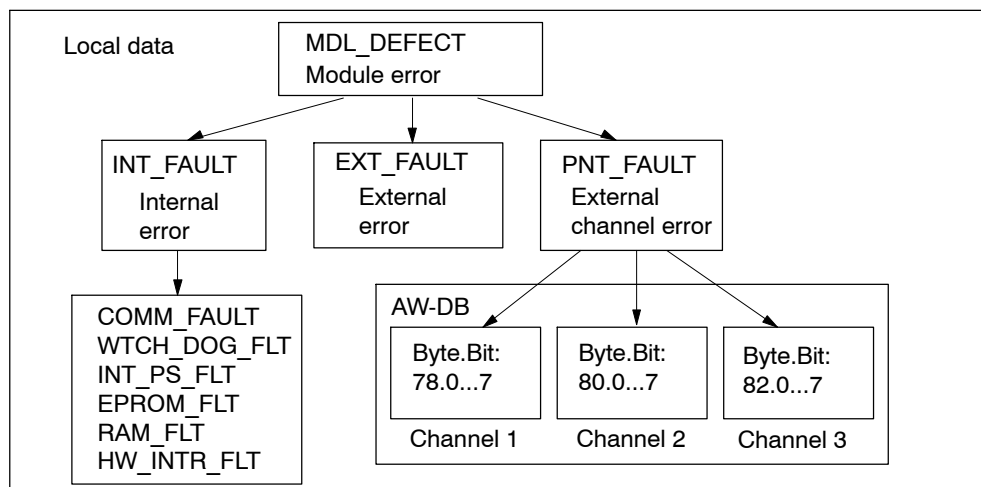 Local data
MDL_DEFECT
Module error
INT_FAULT
Internal
error
EXT_FAULT
External
error
PNT_FAULT
External
channel error
COMM_FAULT
WTCH_DOG_FLT
INT_PS_FLT
EPROM_FLT
RAM_FLT
HW_INTR_FLT
AW-DB
Byte.Bit:
78.0...7
Channel 1
Byte.Bit:
80.0...7
Channel 2
Byte.Bit:
82.0...7
Channel 3